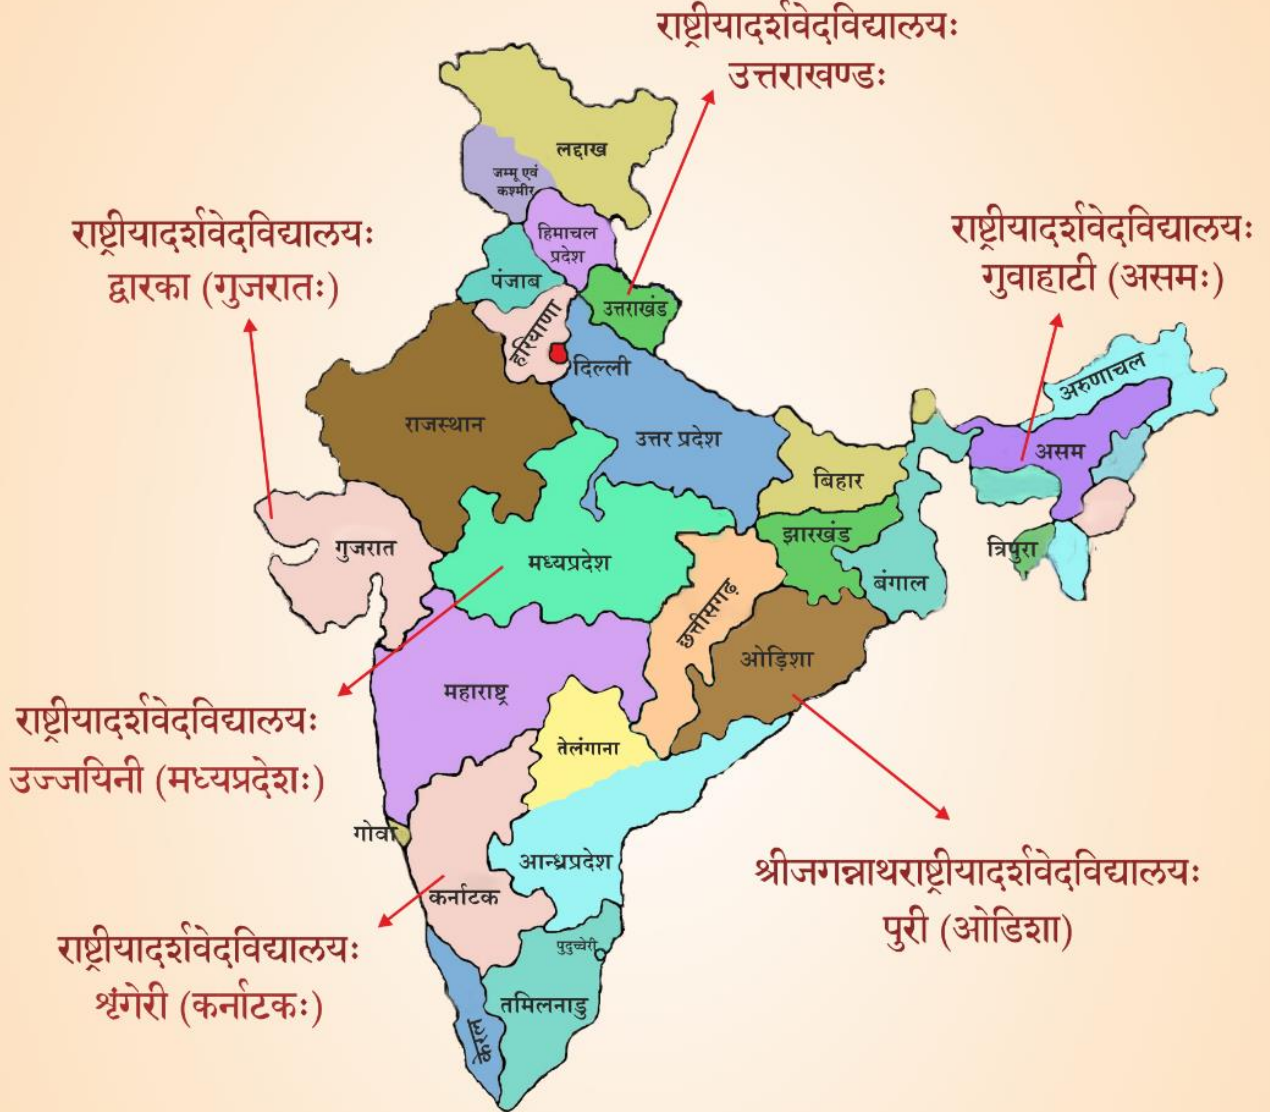 राष्ट्रीयादर्शवेदविद्यालयः
उत्तराखण्डः
लद्दाख
जम्मू एवं
कश्मीर
राष्ट्रीयादर्शवेदविद्यालयः
द्वारका (गुजरातः)
हिमाचल
प्रदेश
पंजाब
राष्ट्रीयादर्शवेदविद्यालयः
गुवाहाटी (असमः)
उत्तराखंड
हरियाणा
दिल्ली
अरुणाचल
राजस्थान
उत्तर प्रदेश
असम
बिहार
गुजरात
मध्यप्रदेश
झारखंड
त्रिपुरा
बंगाल
छत्तीसगढ़
ओड़िशा
महाराष्ट्र
राष्ट्रीयादर्शवेदविद्यालयः
उज्जयिनी (मध्यप्रदेशः)
तेलंगाना
गोवा
आन्ध्रप्रदेश
श्रीजगन्नाथराष्ट्रीयादर्शवेदविद्यालयः
पुरी (ओडिशा)
कर्नाटक
राष्ट्रीयादर्शवेदविद्यालयः
शृंगेरी (कर्नाटकः)
पुदुच्चेरी
तमिलनाडु
केरल